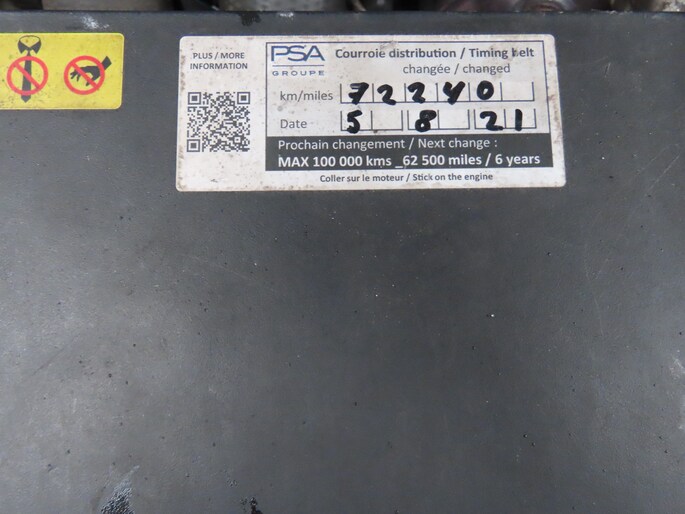 PLUS / MORE
INFORMATION
PSA
GROUPE
Courroie distribution / Timing belt
changée / changed
km/miles 72240
Date 5 8 21
Prochain changement / Next change :
MAX 100 000 kms _62 500 miles / 6 years
Coller sur le moteur / Stick on the engine